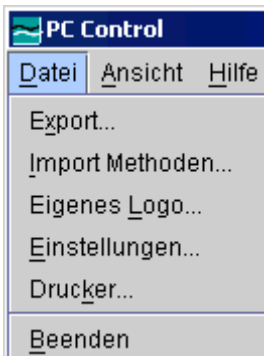 PC Control
Datei Ansicht Hilfe
Export...
Import Methoden...
Eigenes Logo...
Einstellungen...
Drucker...
Beenden